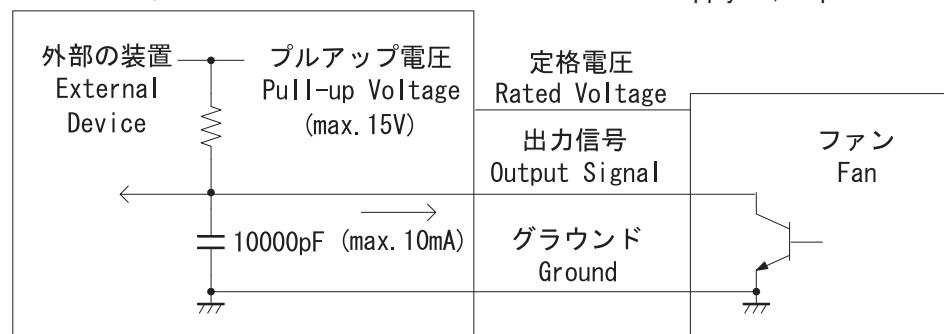 外部の装置
External
Device
プルアップ電圧
Pull-up Voltage
(max. 15V)
定格電圧
Rated Voltage
出力信号
Output Signal
ファン
Fan
10000pF (max. 10mA)
グラウンド
Ground